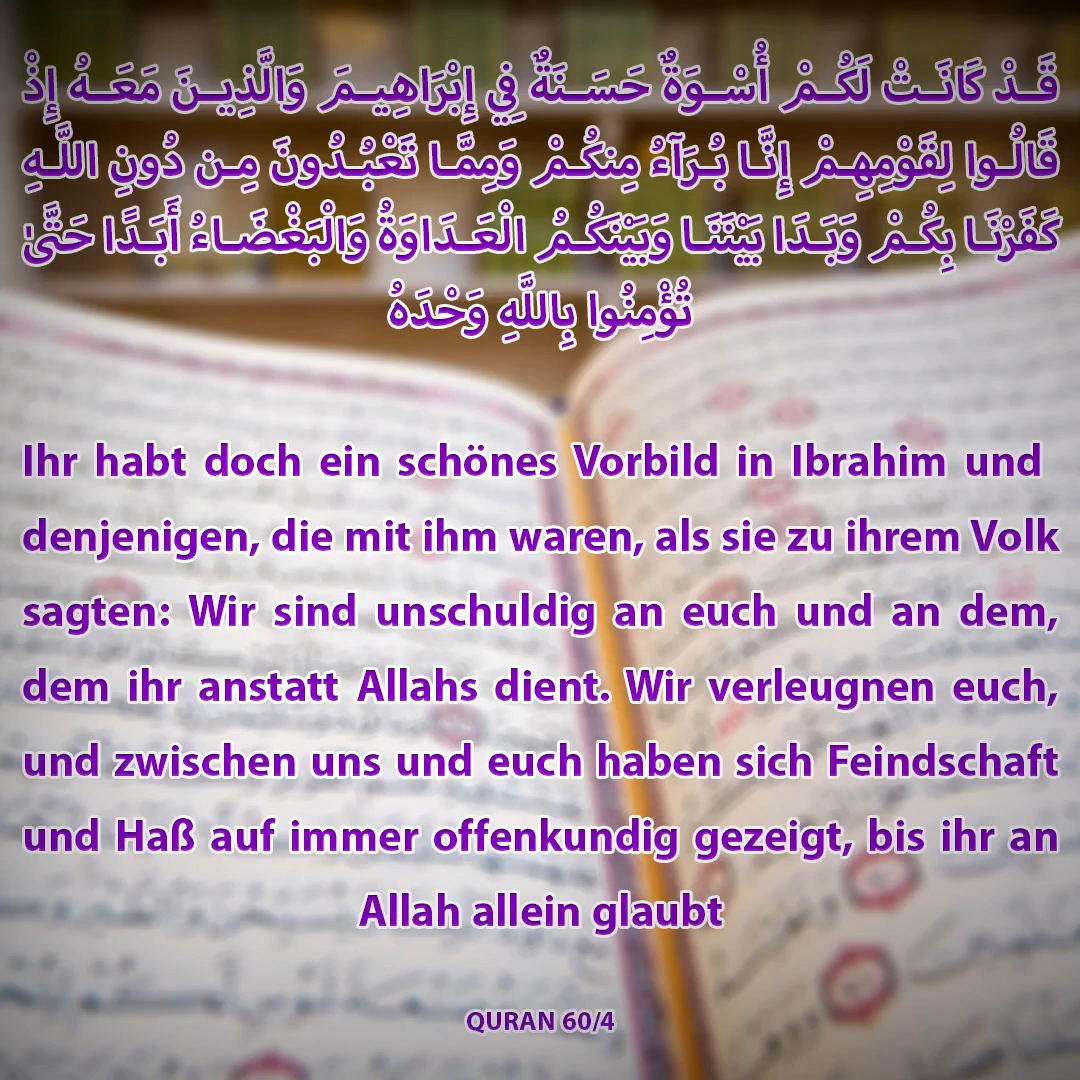 قَدْ كَانَتْ لَكُمْ أُسْوَةٌ حَسَنَةٌ فِي إِبْرَاهِيمَ وَالَّذِينَ مَعَهُ إِذْ
قَالُوا لِقَوْمِهِمْ إِنَّا بُرَآءُ مِنكُمْ وَمِمَّا تَعْبُدُونَ مِن دُونِ اللَّهِ
كَفَرْنَا بِكُمْ وَبَدَا بَيْنَنَا وَبَيْنَكُمُ الْعَدَاوَةُ وَالْبَغْضَاءُ أَبَدًا حَتَّىٰ
تُؤْمِنُوا بِاللَّهِ وَحْدَهُ
Ihr habt doch ein schönes Vorbild in Ibrahim und
denjenigen, die mit ihm waren, als sie zu ihrem Volk
sagten: Wir sind unschuldig an euch und an dem,
dem ihr anstatt Allahs dient. Wir verleugnen euch,
und zwischen uns und euch haben sich Feindschaft
und Haß auf immer offenkundig gezeigt, bis ihr an
Allah allein glaubt
QURAN 60/4